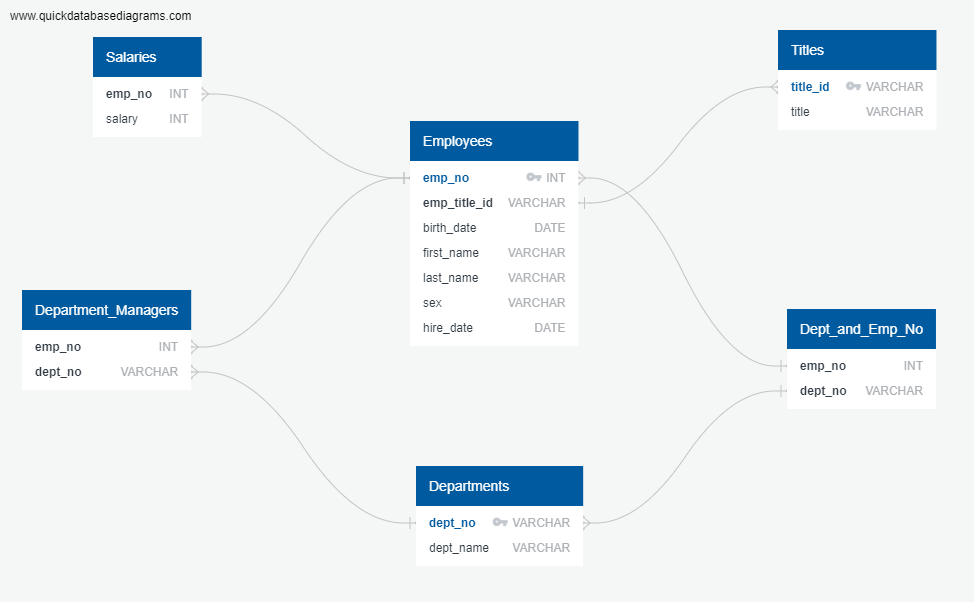 www.quickdatabasediagrams.com
Salaries
emp_no INT
salary INT
Titles
title_id VARCHAR
title VARCHAR
Employees
emp_no INT
emp_title_id VARCHAR
birth_date DATE
first_name VARCHAR
last_name VARCHAR
sex VARCHAR
hire_date DATE
Department_Managers
emp_no INT
dept_no VARCHAR
Dept_and_Emp_No
emp_no INT
dept_no VARCHAR
Departments
dept_no VARCHAR
dept_name VARCHAR